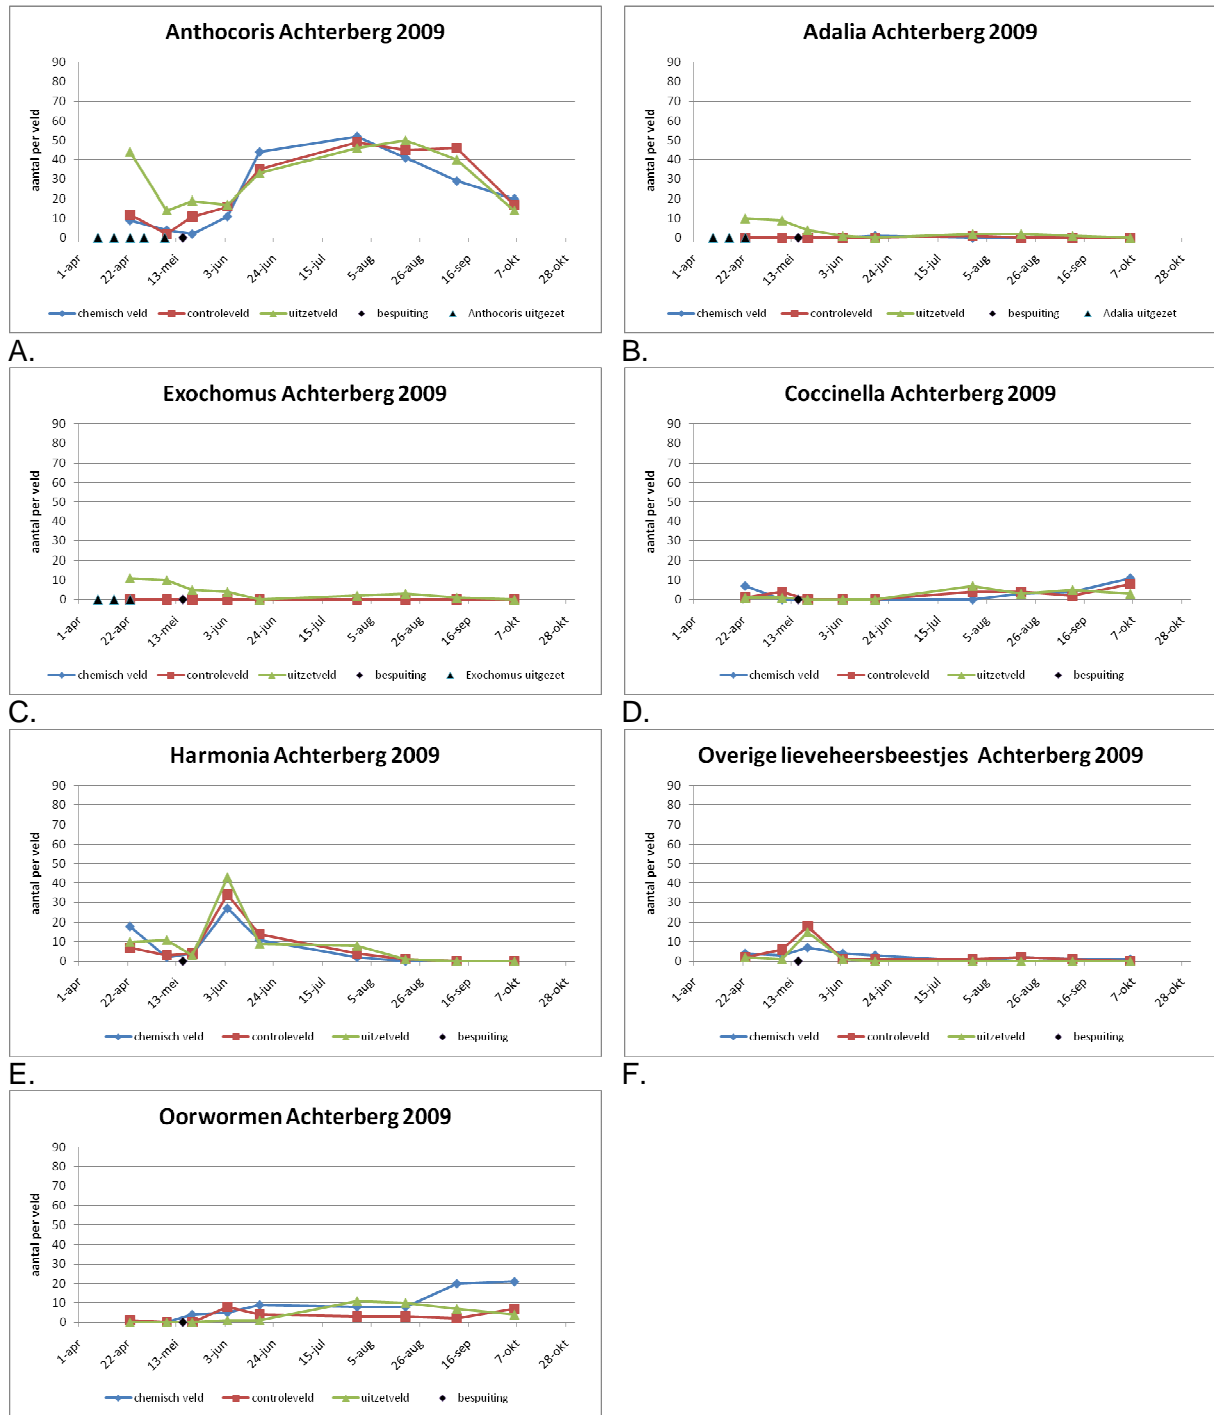 Anthocoris Achterberg 2009
aantal per veld
90
80
70
60
50
40
30
20
10
0
1-apr 22-apr 13-mei 3-jun 24-jun 15-jul 5-aug 26-aug 16-sep 7-okt 28-okt
chemisch veld controleveld uitzetveld bespuiting Anthocoris uitgezet
A.
Adalia Achterberg 2009
aantal per veld
90
80
70
60
50
40
30
20
10
0
1-apr 22-apr 13-mei 3-jun 24-jun 15-jul 5-aug 26-aug 16-sep 7-okt 28-okt
chemisch veld controleveld uitzetveld bespuiting Adalia uitgezet
B.
Exochomus Achterberg 2009
aantal per veld
90
80
70
60
50
40
30
20
10
0
1-apr 22-apr 13-mei 3-jun 24-jun 15-jul 5-aug 26-aug 16-sep 7-okt 28-okt
chemisch veld controleveld uitzetveld bespuiting Exochomus uitgezet
C.
Coccinella Achterberg 2009
aantal per veld
90
80
70
60
50
40
30
20
10
0
1-apr 22-apr 13-mei 3-jun 24-jun 15-jul 5-aug 26-aug 16-sep 7-okt 28-okt
chemisch veld controleveld uitzetveld bespuiting
D.
Harmonia Achterberg 2009
aantal per veld
90
80
70
60
50
40
30
20
10
0
1-apr 22-apr 13-mei 3-jun 24-jun 15-jul 5-aug 26-aug 16-sep 7-okt 28-okt
chemisch veld controleveld uitzetveld bespuiting
E.
Overige lieveheersbeestjes Achterberg 2009
aantal per veld
90
80
70
60
50
40
30
20
10
0
1-apr 22-apr 13-mei 3-jun 24-jun 15-jul 5-aug 26-aug 16-sep 7-okt 28-okt
chemisch veld controleveld uitzetveld bespuiting
F.
Oorwormen Achterberg 2009
aantal per veld
90
80
70
60
50
40
30
20
10
0
1-apr 22-apr 13-mei 3-jun 24-jun 15-jul 5-aug 26-aug 16-sep 7-okt 28-okt
chemisch veld controleveld uitzetveld bespuiting